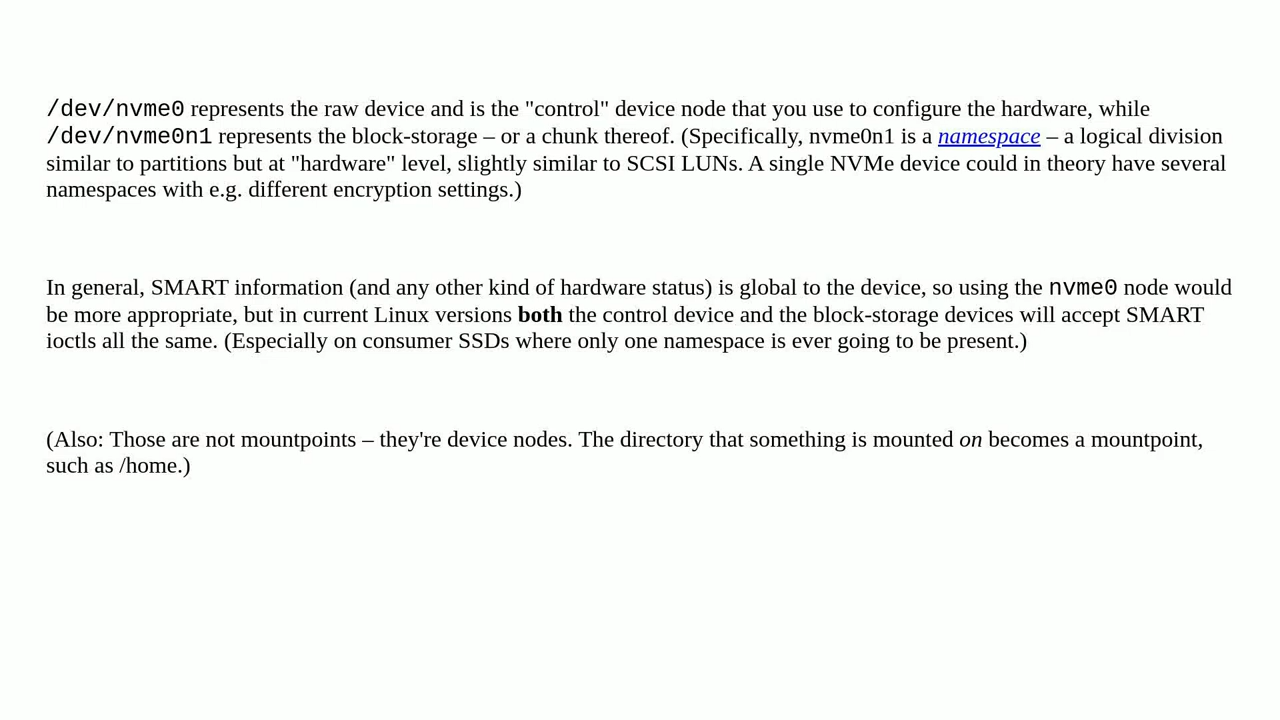 /dev/nvme0 represents the raw device and is the "control" device node that you use to configure the hardware, while
/dev/nvme0n1 represents the block-storage – or a chunk thereof. (Specifically, nvme0n1 is a namespace – a logical division
similar to partitions but at "hardware" level, slightly similar to SCSI LUNs. A single NVMe device could in theory have several
namespaces with e.g. different encryption settings.)
In general, SMART information (and any other kind of hardware status) is global to the device, so using the nvme0 node would
be more appropriate, but in current Linux versions both the control device and the block-storage devices will accept SMART
ioctls all the same. (Especially on consumer SSDs where only one namespace is ever going to be present.)
(Also: Those are not mountpoints – they're device nodes. The directory that something is mounted on becomes a mountpoint,
such as /home.)